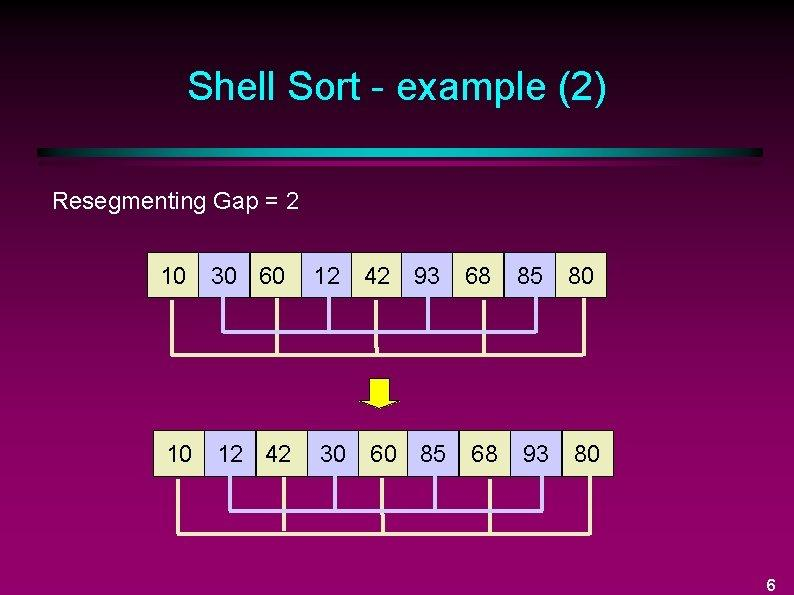 Shell Sort - example (2)
Resegmenting Gap = 2
10 30 60 12 42 93 68 85 80
10 12 42 30 60 85 68 93 80
6